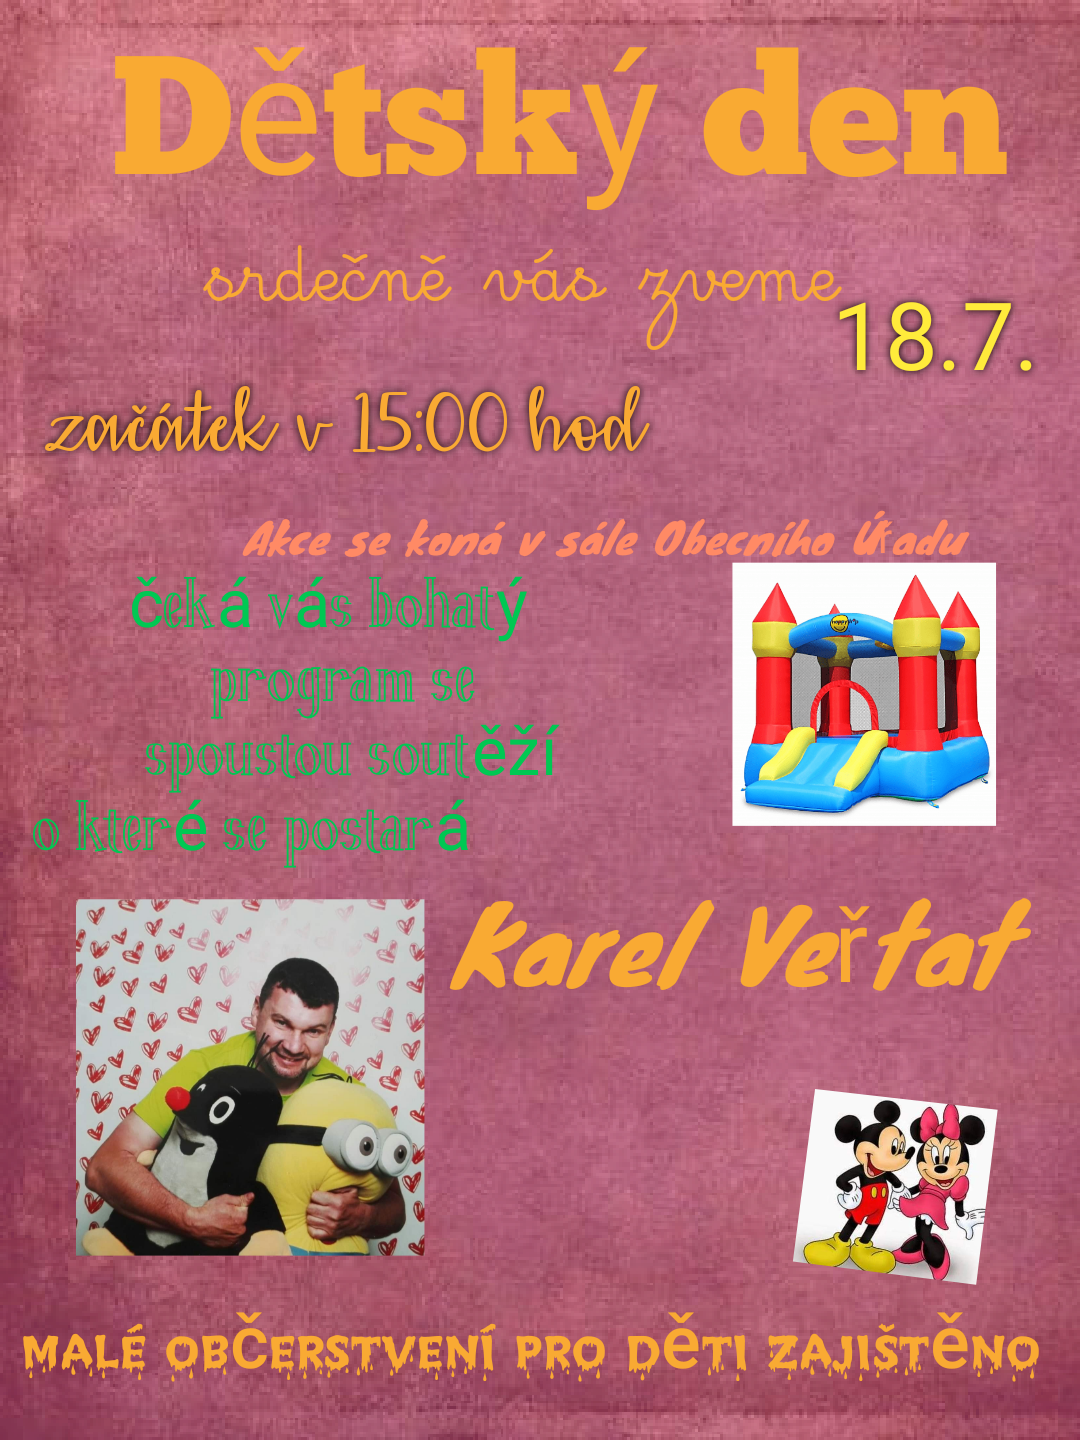 Dětský den
srdečně vás zveme
18.7.
začátek v 15:00 hod
Akce se koná v sále Obecního Úřadu
čeká vás bohatý
program se
spoustou soutěží
o které se postará
Karel Veřtat
MALÉ OBČERSTVENÍ PRO DĚTI ZAJIŠTĚNO